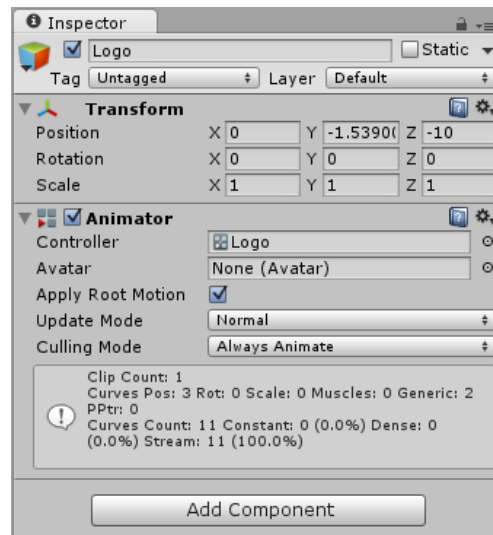 Inspector
Logo Static
Tag Untagged Layer Default
Transform
Position X 0 Y -1.5390( Z -10
Rotation X 0 Y 0 Z 0
Scale X 1 Y 1 Z 1
Animator
Controller Logo
Avatar None (Avatar)
Apply Root Motion
Update Mode Normal
Culling Mode Always Animate
Clip Count: 1
Curves Pos: 3 Rot: 0 Scale: 0 Muscles: 0 Generic: 2
PPtr: 0
Curves Count: 11 Constant: 0 (0.0%) Dense: 0
(0.0%) Stream: 11 (100.0%)
Add Component